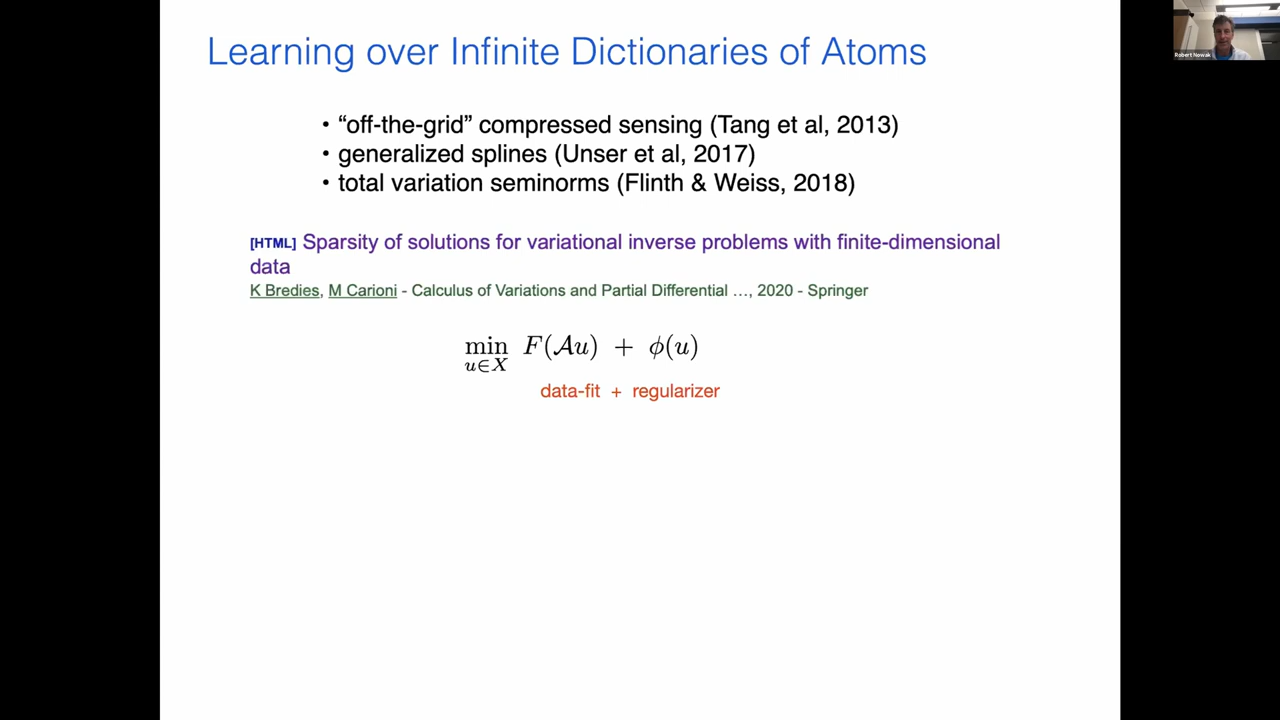 Learning over Infinite Dictionaries of Atoms
Robert Nowak
• “off-the-grid” compressed sensing (Tang et al, 2013)
• generalized splines (Unser et al, 2017)
• total variation seminorms (Flinth & Weiss, 2018)
[HTML] Sparsity of solutions for variational inverse problems with finite-dimensional
data
K Bredies, M Carioni - Calculus of Variations and Partial Differential …, 2020 - Springer
min F(𝒜u) + ϕ(u)
u∈X
data-fit + regularizer